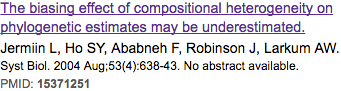 The biasing effect of compositional heterogeneity on
phylogenetic estimates may be underestimated.
Jermiin L, Ho SY, Ababneh F, Robinson J, Larkum AW.
Syst Biol. 2004 Aug;53(4):638-43. No abstract available.
PMID: 15371251